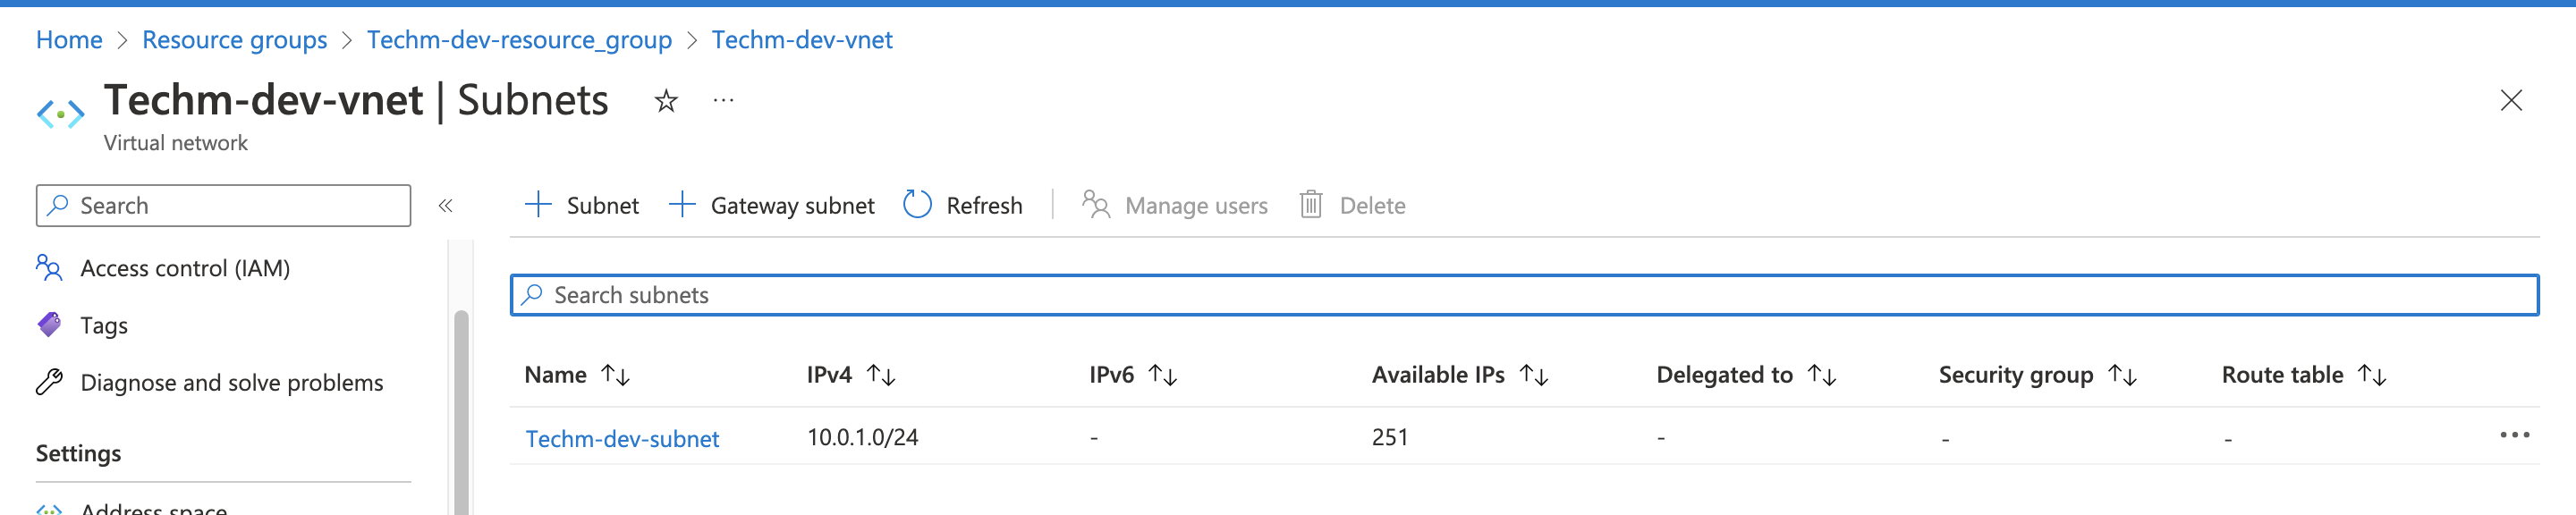 Home > Resource groups > Techm-dev-resource_group > Techm-dev-vnet
Techm-dev-vnet | Subnets
Virtual network
Search
Subnet Gateway subnet Refresh Manage users Delete
Access control (IAM)
Search subnets
Tags
Diagnose and solve problems
Name IPv4 IPv6 Available IPs Delegated to Security group Route table
Techm-dev-subnet 10.0.1.0/24 - 251 - - -
Settings
Address space